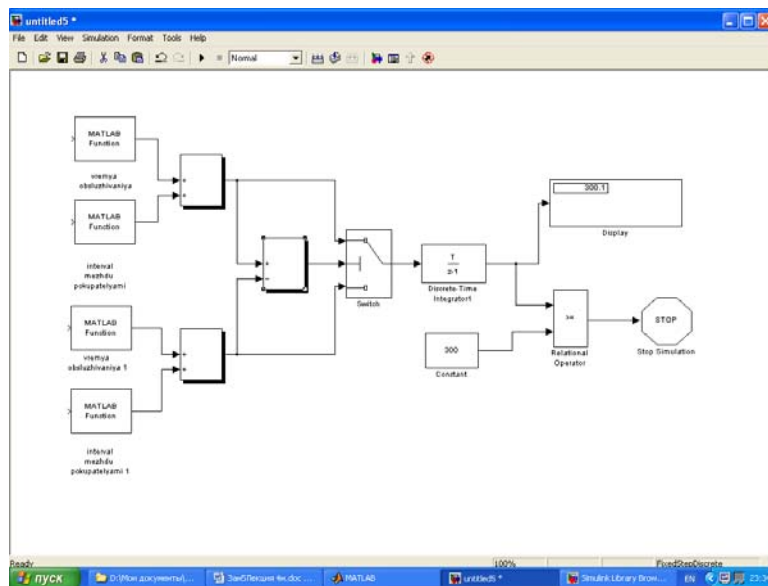 untitled5 *
File Edit View Simulation Format Tools Help
Normal
MATLAB
Function
vremya
obsluzhivaniya
MATLAB
Function
interval
mezhdu
pokupatelyami
MATLAB
Function
vremya
obsluzhivaniya 1
MATLAB
Function
interval
mezhdu
pokupatelyami 1
Switch
T
z-1
Discrete-Time
Integrator1
300.1
Display
300
Constant
>=
Relational
Operator
STOP
Stop Simulation
Ready
100%
FixedStepDiscrete
пуск
D:\Мои документы\...
MATLAB
untitled5 *
Simulink Library Brow...
EN